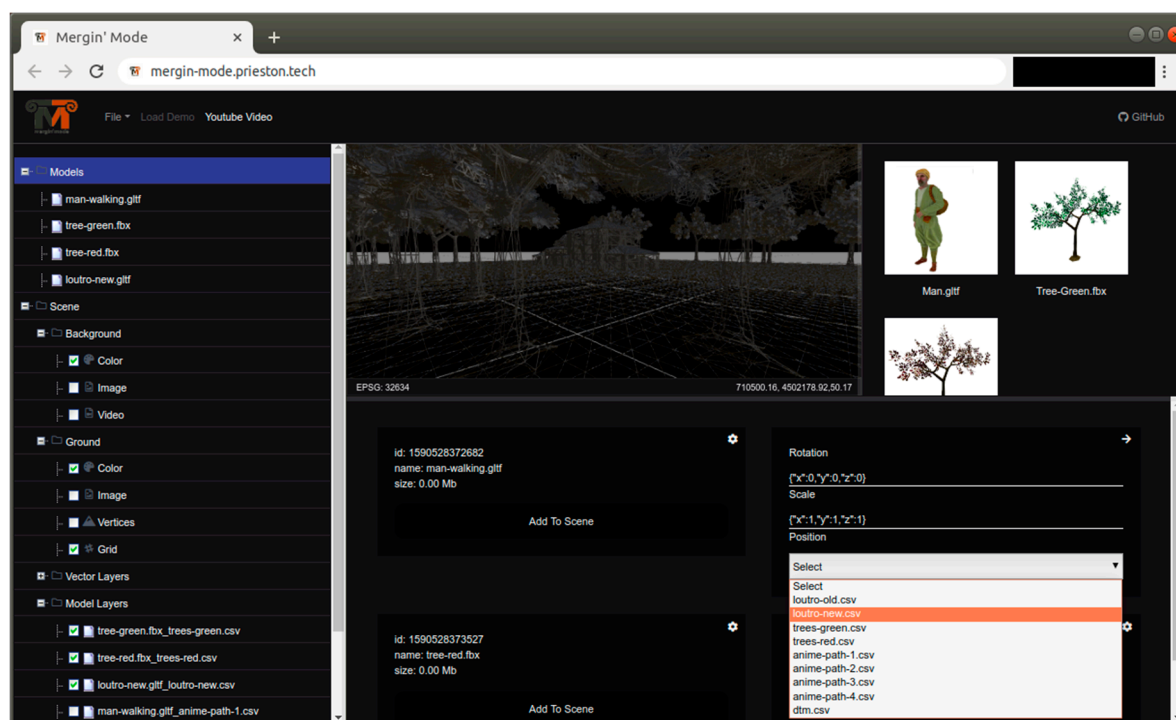 Mergin' Mode
mergin-mode.prieston.tech
mergin'mode
File
Load Demo
Youtube Video
GitHub
Models
man-walking.gltf
tree-green.fbx
tree-red.fbx
loutro-new.gltf
Scene
Background
Color
Image
Video
Ground
Color
Image
Vertices
Grid
Vector Layers
Model Layers
tree-green.fbx_trees-green.csv
tree-red.fbx_trees-red.csv
loutro-new.gltf_loutro-new.csv
man-walking.gltf_anime-path-1.csv
EPSG: 32634
710500.16, 4502178.92,50.17
Man.gltf
Tree-Green.fbx
id: 1590528372682
name: man-walking.gltf
size: 0.00 Mb
Add To Scene
Rotation
{"x":0,"y":0,"z":0}
Scale
{"x":1,"y":1,"z":1}
Position
Select
Select
loutro-old.csv
loutro-new.csv
trees-green.csv
trees-red.csv
anime-path-1.csv
anime-path-2.csv
anime-path-3.csv
anime-path-4.csv
dtm.csv
id: 1590528373527
name: tree-red.fbx
size: 0.00 Mb
Add To Scene